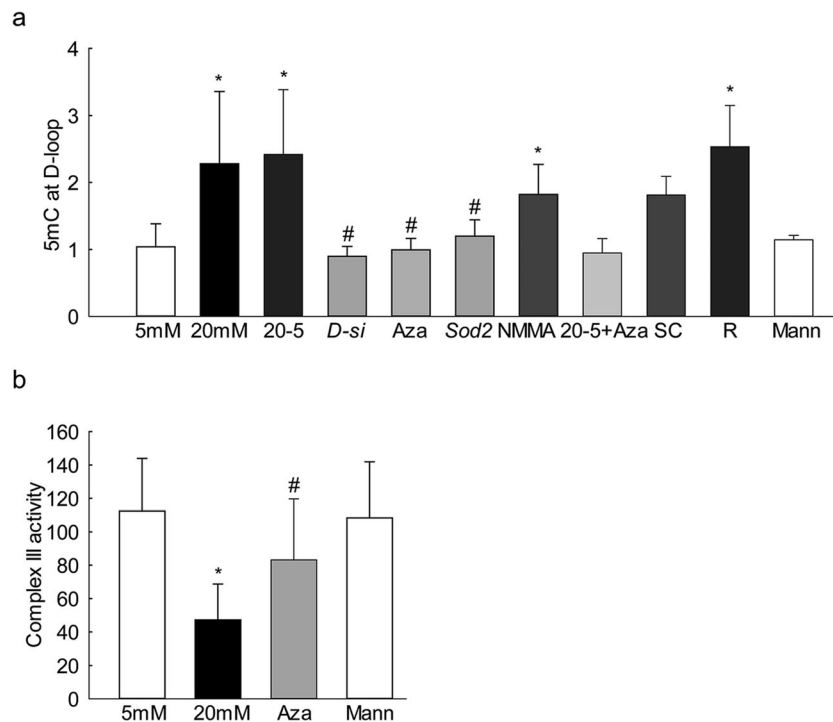 a
5mC at D-loop
4
3
2
1
0
* * # # # * *
5mM 20mM 20-5 D-si Aza Sod2 NMMA 20-5+Aza SC R Mann
b
Complex III activity
160
140
120
100
80
60
40
20
0
* #
5mM 20mM Aza Mann